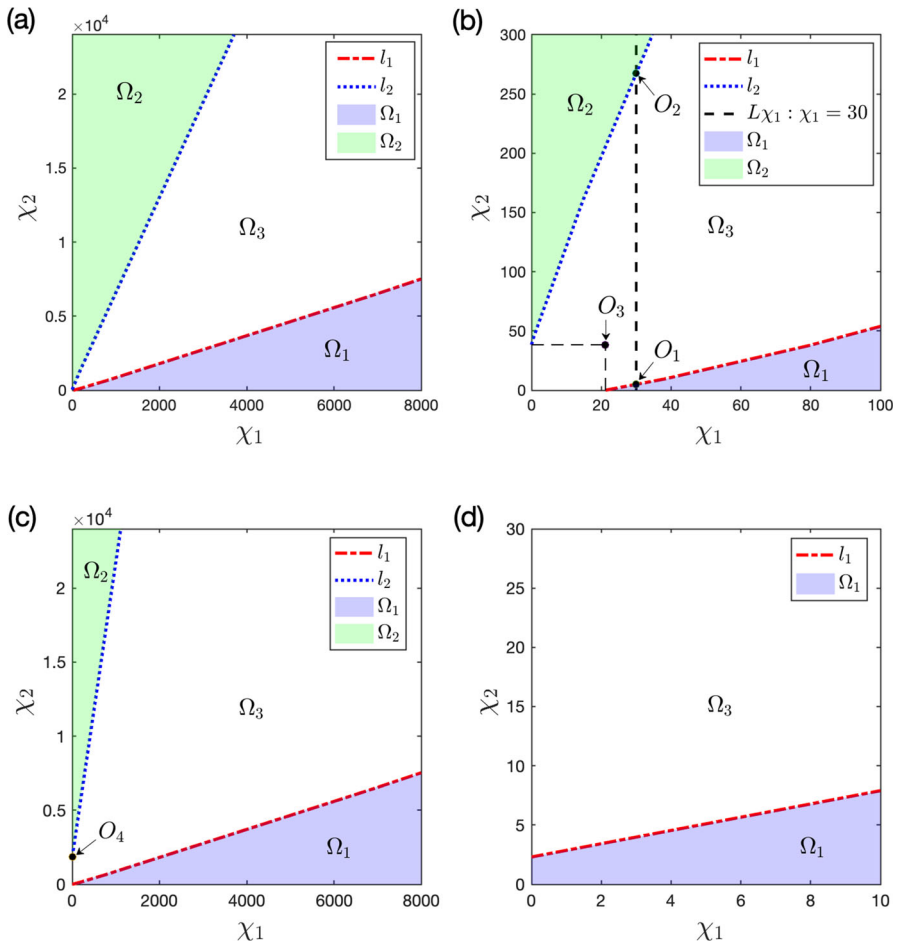 (a)
×10⁴
2
1.5
1
0.5
0
0 2000 4000 6000 8000
χ₂
χ₁
Ω₂
Ω₃
Ω₁
l₁
l₂
Ω₁
Ω₂
(b)
300
250
200
150
100
50
0
0 20 40 60 80 100
χ₂
χ₁
Ω₂
O₂
Ω₃
O₃
O₁
Ω₁
l₁
l₂
Lχ₁ : χ₁ = 30
Ω₁
Ω₂
(c)
×10⁴
2
1.5
1
0.5
0
0 2000 4000 6000 8000
χ₂
χ₁
Ω₂
Ω₃
O₄
Ω₁
l₁
l₂
Ω₁
Ω₂
(d)
30
25
20
15
10
5
0
0 2 4 6 8 10
χ₂
χ₁
Ω₃
Ω₁
l₁
Ω₁